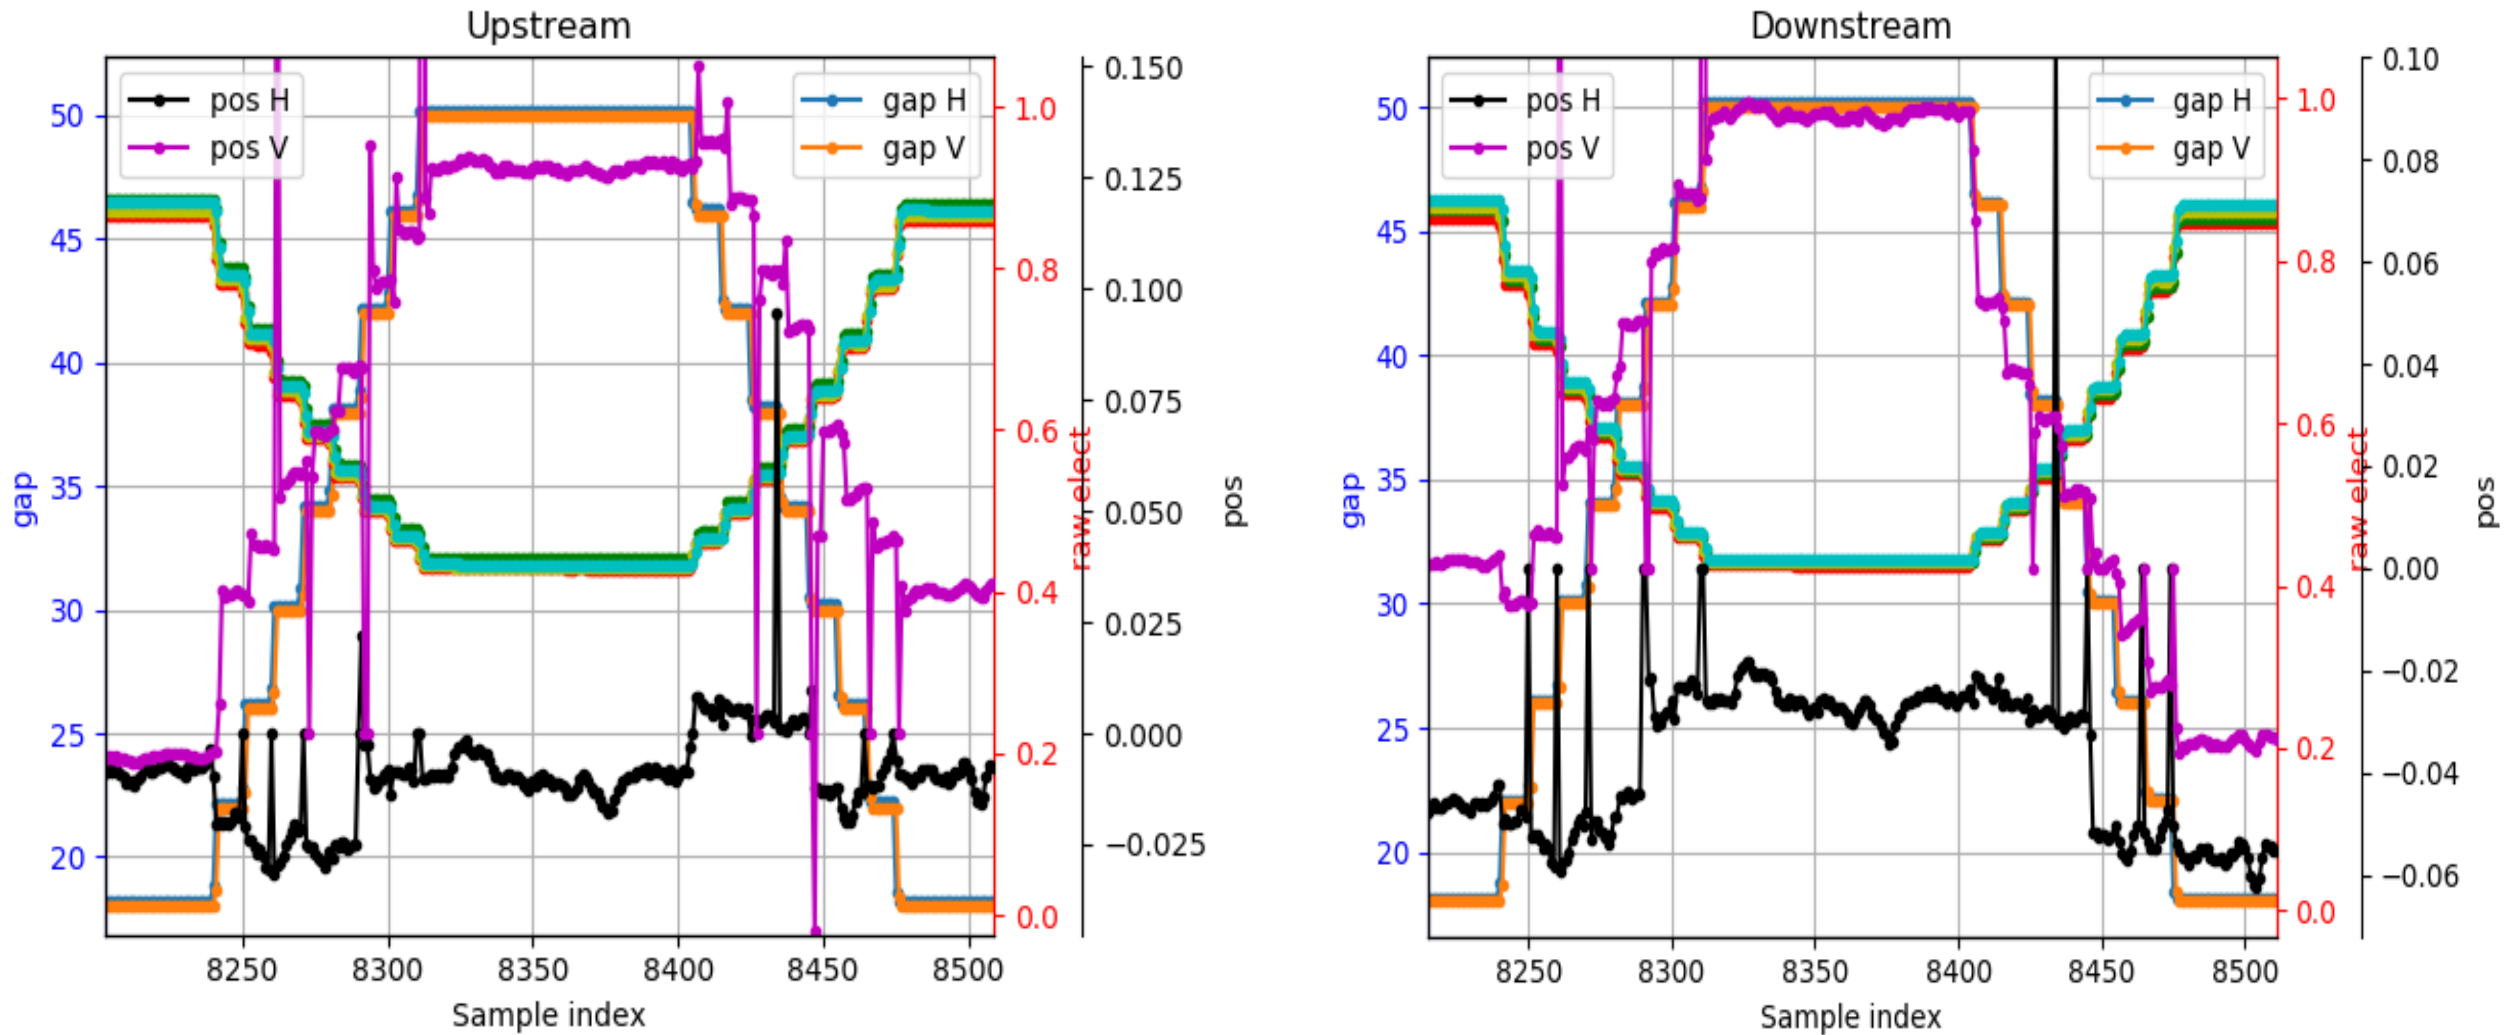 Upstream
pos H
pos V
gap H
gap V
50
45
40
35
30
25
20
gap
1.0
0.8
0.6
0.4
0.2
0.0
raw elect
0.150
0.125
0.100
0.075
0.050
0.025
0.000
−0.025
pos
8250 8300 8350 8400 8450 8500
Sample index
Downstream
pos H
pos V
gap H
gap V
50
45
40
35
30
25
20
gap
1.0
0.8
0.6
0.4
0.2
0.0
raw elect
0.10
0.08
0.06
0.04
0.02
0.00
−0.02
−0.04
−0.06
pos
8250 8300 8350 8400 8450 8500
Sample index